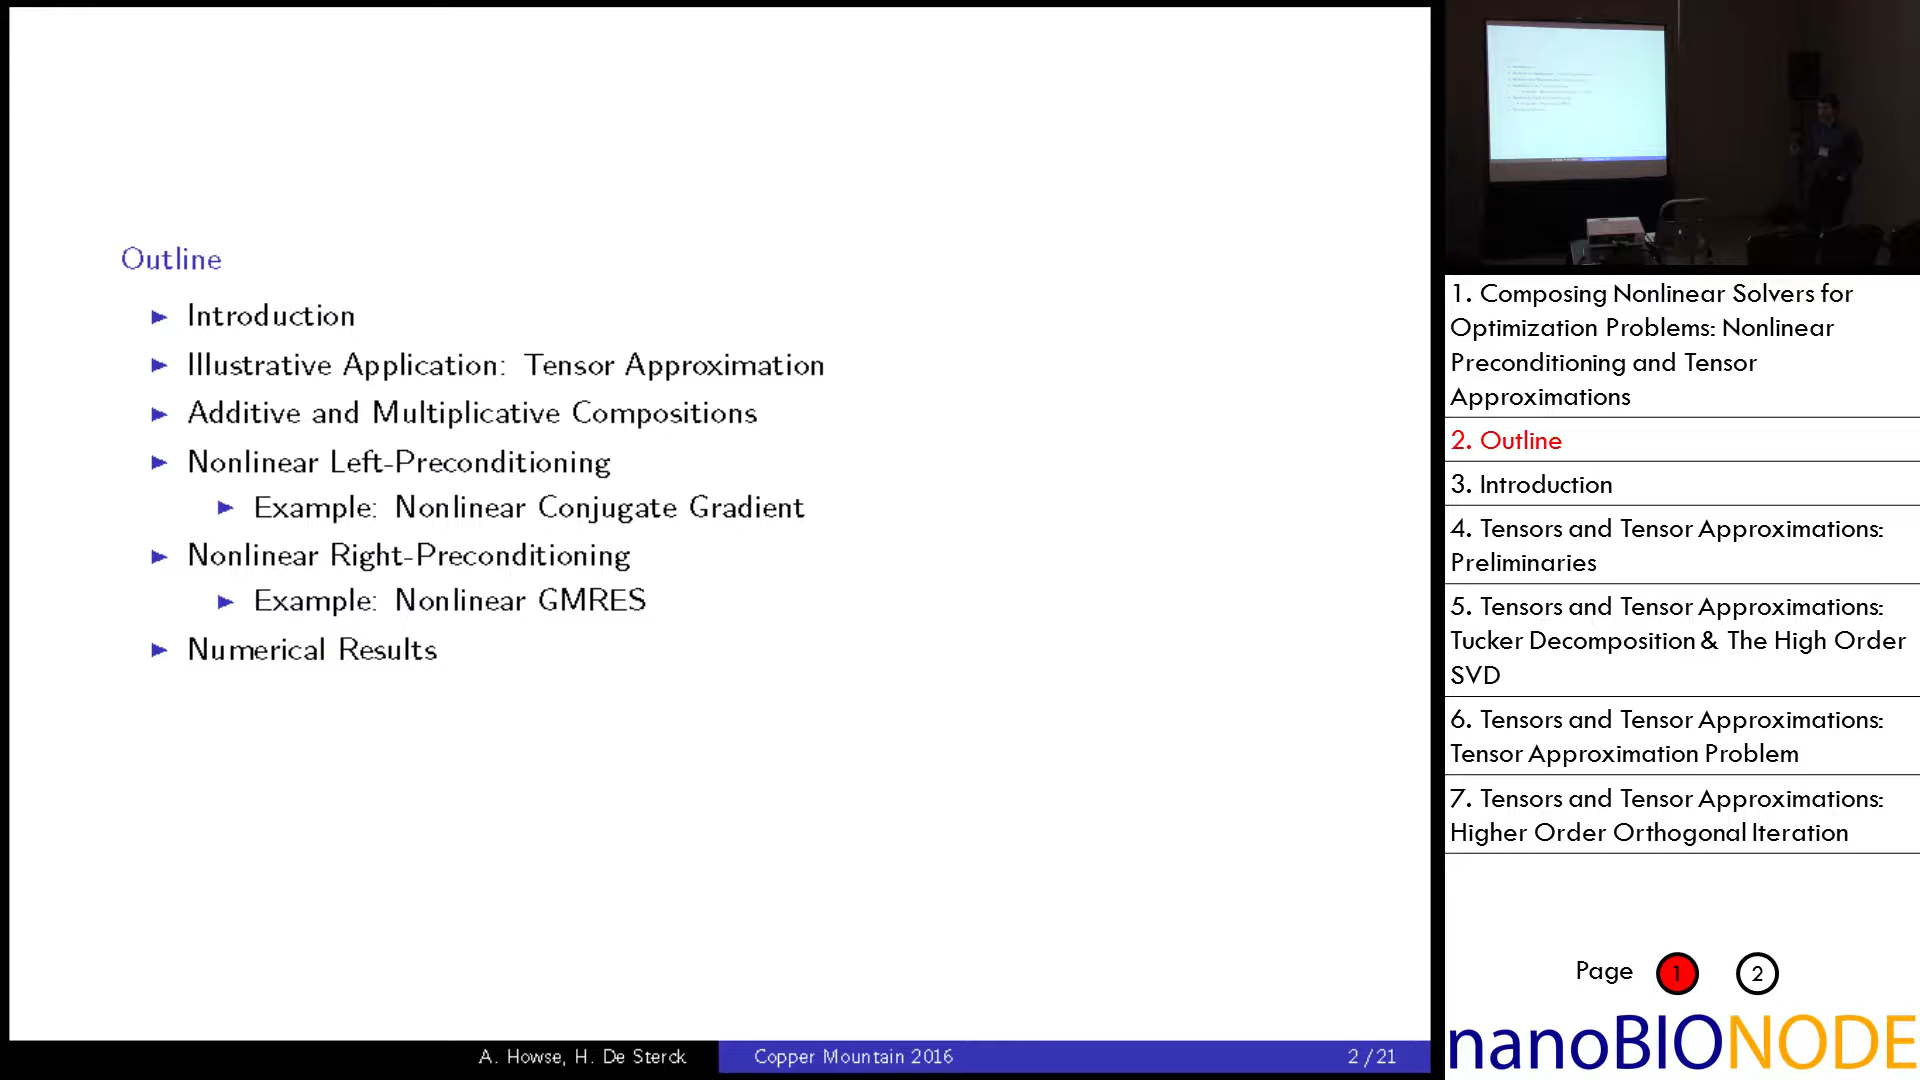 Outline
Introduction
Illustrative Application: Tensor Approximation
Additive and Multiplicative Compositions
Nonlinear Left-Preconditioning
Example: Nonlinear Conjugate Gradient
Nonlinear Right-Preconditioning
Example: Nonlinear GMRES
Numerical Results
A. Howse, H. De Sterck
Copper Mountain 2016
2 / 21
1. Composing Nonlinear Solvers for
Optimization Problems: Nonlinear
Preconditioning and Tensor
Approximations
2. Outline
3. Introduction
4. Tensors and Tensor Approximations:
Preliminaries
5. Tensors and Tensor Approximations:
Tucker Decomposition & The High Order
SVD
6. Tensors and Tensor Approximations:
Tensor Approximation Problem
7. Tensors and Tensor Approximations:
Higher Order Orthogonal Iteration
Page 1 2
nanoBIONODE